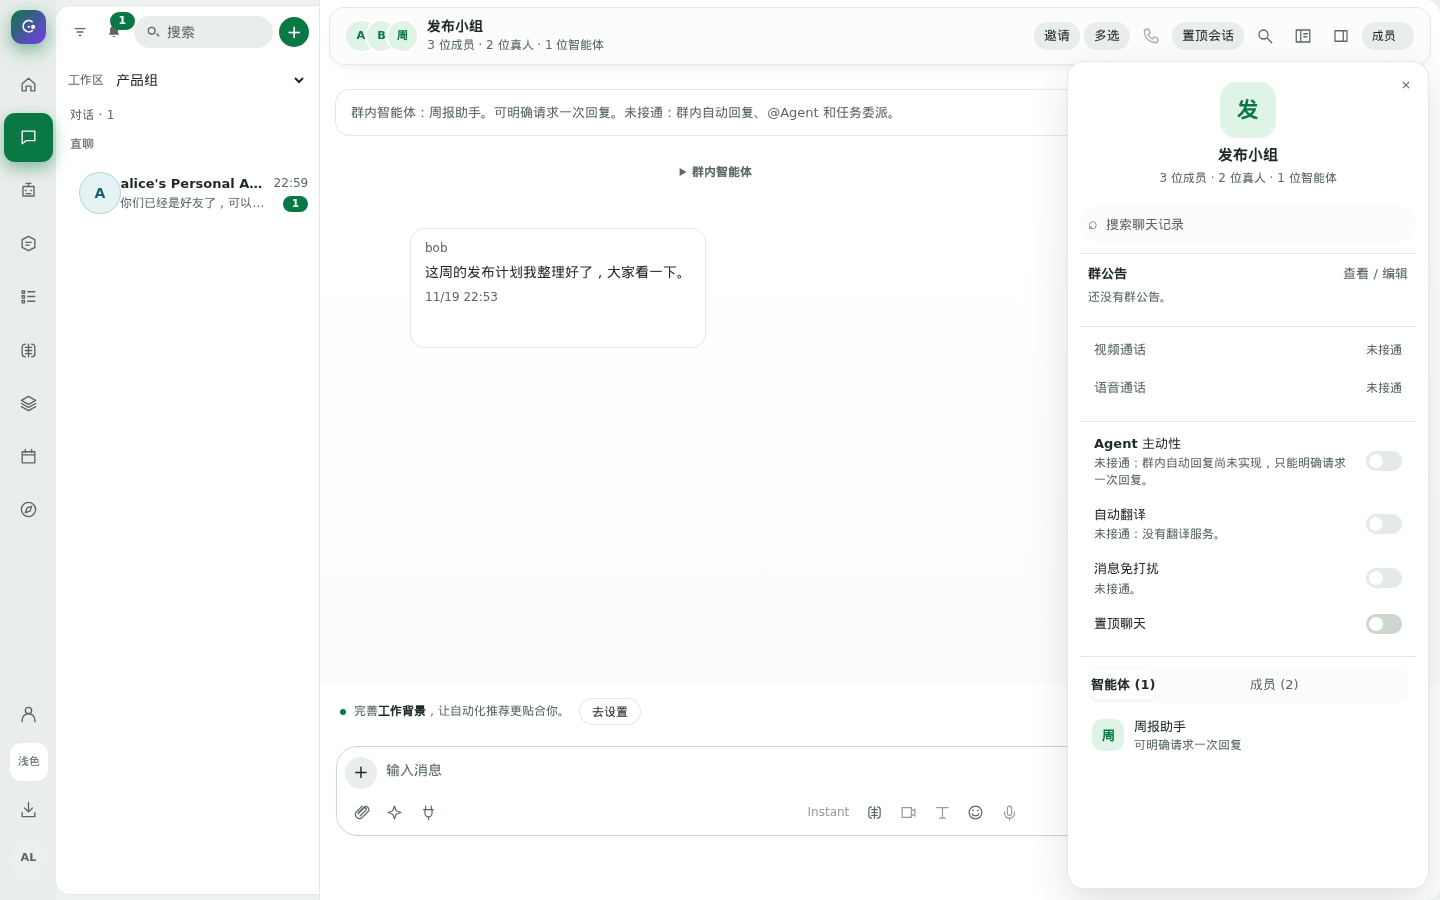 1
搜索
工作区 产品组
对话 · 1
直聊
A
alice's Personal A... 22:59
你们已经是好友了，可以... 1
浅色
AL
A B 周
发布小组
3 位成员 · 2 位真人 · 1 位智能体
邀请 多选 置顶会话 成员
群内智能体：周报助手。可明确请求一次回复。未接通：群内自动回复、@Agent 和任务委派。
▶ 群内智能体
bob
这周的发布计划我整理好了，大家看一下。
11/19 22:53
完善工作背景，让自动化推荐更贴合你。 去设置
输入消息
Instant
×
发
发布小组
3 位成员 · 2 位真人 · 1 位智能体
搜索聊天记录
群公告 查看 / 编辑
还没有群公告。
视频通话 未接通
语音通话 未接通
Agent 主动性
未接通：群内自动回复尚未实现，只能明确请求
一次回复。
自动翻译
未接通：没有翻译服务。
消息免打扰
未接通。
置顶聊天
智能体 (1) 成员 (2)
周
周报助手
可明确请求一次回复